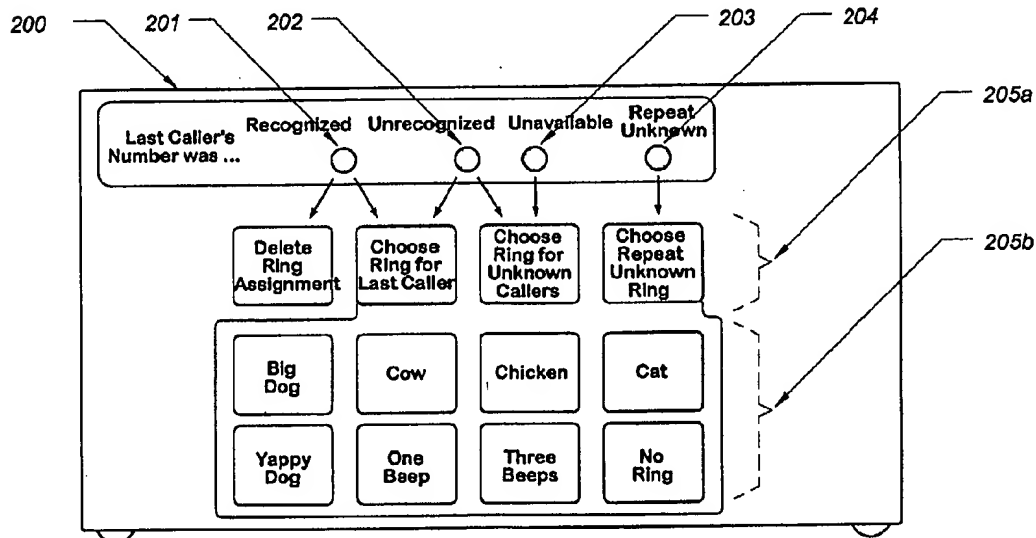 200
201
202
203
204
205a
205b
Last Caller's
Number was ...
Recognized
Unrecognized
Unavailable
Repeat
Unknown
Delete
Ring
Assignment
Choose
Ring for
Last Caller
Choose
Ring for
Unknown
Callers
Choose
Repeat
Unknown
Ring
Big
Dog
Cow
Chicken
Cat
Yappy
Dog
One
Beep
Three
Beeps
No
Ring